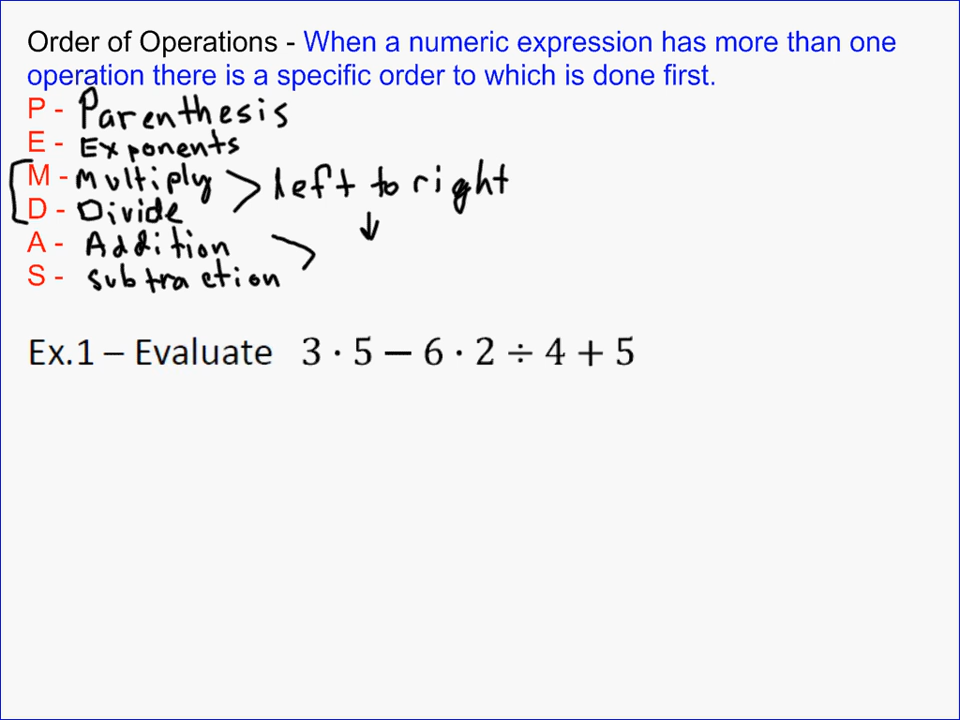 Order of Operations - When a numeric expression has more than one
operation there is a specific order to which is done first.
P - Parenthesis
E - Exponents
M - Multiply > left to right
D - Divide
A - Addition
S - Subtraction
Ex.1 – Evaluate 3 · 5 − 6 · 2 ÷ 4 + 5